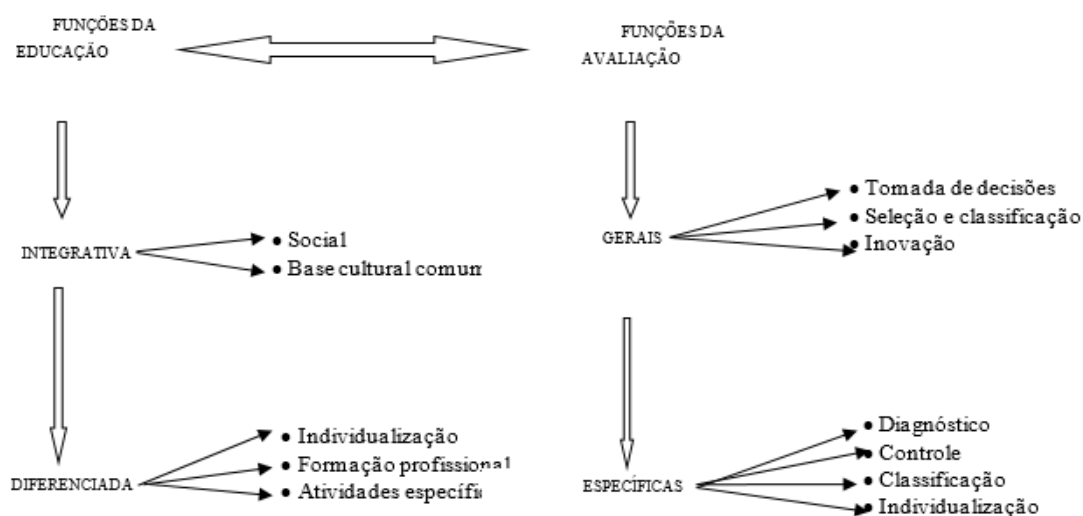 FUNÇÕES DA
EDUCAÇÃO
FUNÇÕES DA
AVALIAÇÃO
INTEGRATIVA
• Social
• Base cultural comum
GERAIS
• Tomada de decisões
• Seleção e classificação
• Inovação
DIFERENCIADA
• Individualização
• Formação profissional
• Atividades específi
ESPECÍFICAS
• Diagnóstico
• Controle
• Classificação
• Individualização